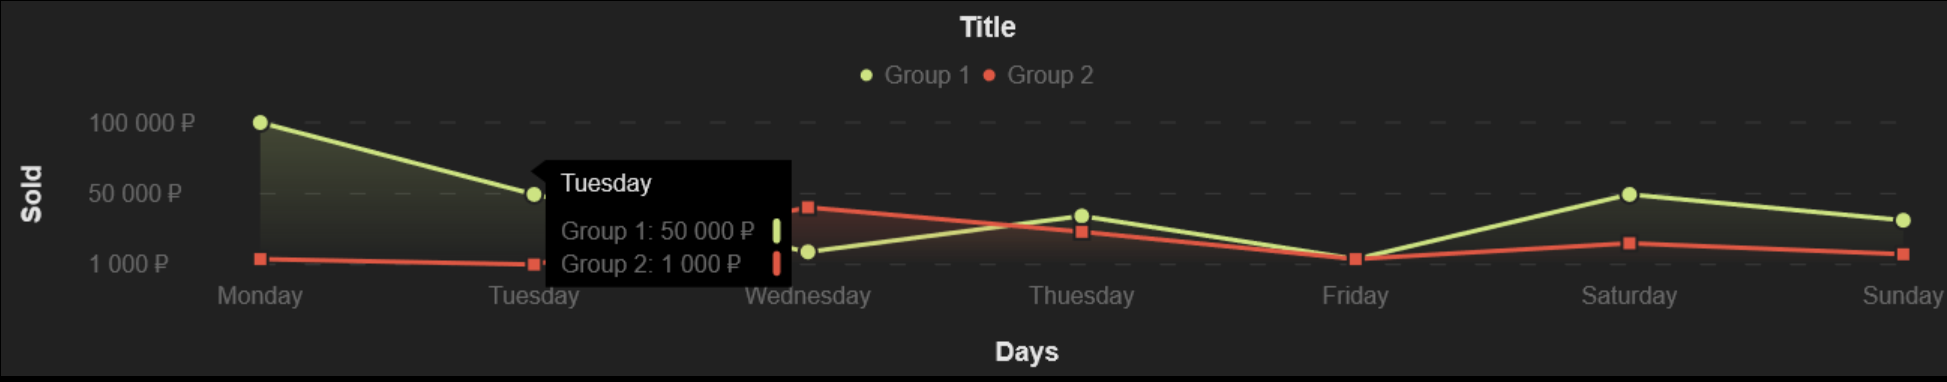 Title
Group 1 Group 2
100 000 ₽
50 000 ₽
1 000 ₽
Sold
Tuesday
Group 1: 50 000 ₽
Group 2: 1 000 ₽
Monday Tuesday Wednesday Thuesday Friday Saturday Sunday
Days